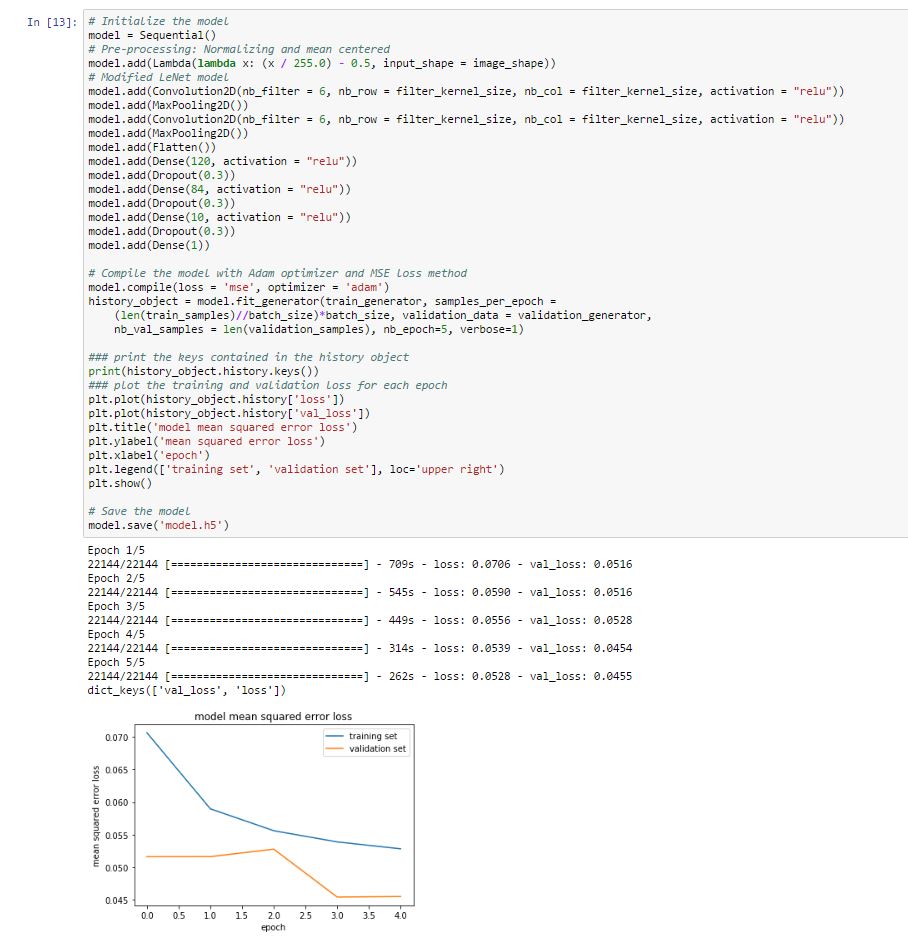 In [13]:
# Initialize the model
model = Sequential()
# Pre-processing: Normalizing and mean centered
model.add(Lambda(lambda x: (x / 255.0) - 0.5, input_shape = image_shape))
# Modified LeNet model
model.add(Convolution2D(nb_filter = 6, nb_row = filter_kernel_size, nb_col = filter_kernel_size, activation = "relu"))
model.add(MaxPooling2D())
model.add(Convolution2D(nb_filter = 6, nb_row = filter_kernel_size, nb_col = filter_kernel_size, activation = "relu"))
model.add(MaxPooling2D())
model.add(Flatten())
model.add(Dense(120, activation = "relu"))
model.add(Dropout(0.3))
model.add(Dense(84, activation = "relu"))
model.add(Dropout(0.3))
model.add(Dense(10, activation = "relu"))
model.add(Dropout(0.3))
model.add(Dense(1))
# Compile the model with Adam optimizer and MSE loss method
model.compile(loss = 'mse', optimizer = 'adam')
history_object = model.fit_generator(train_generator, samples_per_epoch =
    (len(train_samples)//batch_size)*batch_size, validation_data = validation_generator,
    nb_val_samples = len(validation_samples), nb_epoch=5, verbose=1)
### print the keys contained in the history object
print(history_object.history.keys())
### plot the training and validation loss for each epoch
plt.plot(history_object.history['loss'])
plt.plot(history_object.history['val_loss'])
plt.title('model mean squared error loss')
plt.ylabel('mean squared error loss')
plt.xlabel('epoch')
plt.legend(['training set', 'validation set'], loc='upper right')
plt.show()
# Save the model
model.save('model.h5')
Epoch 1/5
22144/22144 [==============================] - 709s - loss: 0.0706 - val_loss: 0.0516
Epoch 2/5
22144/22144 [==============================] - 545s - loss: 0.0590 - val_loss: 0.0516
Epoch 3/5
22144/22144 [==============================] - 449s - loss: 0.0556 - val_loss: 0.0528
Epoch 4/5
22144/22144 [==============================] - 314s - loss: 0.0539 - val_loss: 0.0454
Epoch 5/5
22144/22144 [==============================] - 262s - loss: 0.0528 - val_loss: 0.0455
dict_keys(['val_loss', 'loss'])
model mean squared error loss
training set
validation set
mean squared error loss
0.070
0.065
0.060
0.055
0.050
0.045
0.0 0.5 1.0 1.5 2.0 2.5 3.0 3.5 4.0
epoch